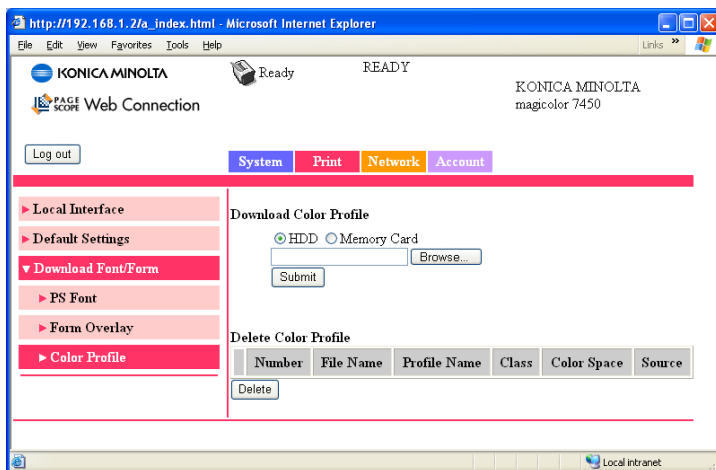 http://192.168.1.2/a_index.html - Microsoft Internet Explorer
File Edit View Favorites Tools Help Links »
KONICA MINOLTA
Ready
READY
KONICA MINOLTA
magicolor 7450
PAGE SCOPE Web Connection
Log out
System Print Network Account
Local Interface
Default Settings
Download Font/Form
PS Font
Form Overlay
Color Profile
Download Color Profile
HDD Memory Card
Browse...
Submit
Delete Color Profile
Number File Name Profile Name Class Color Space Source
Delete
Local intranet